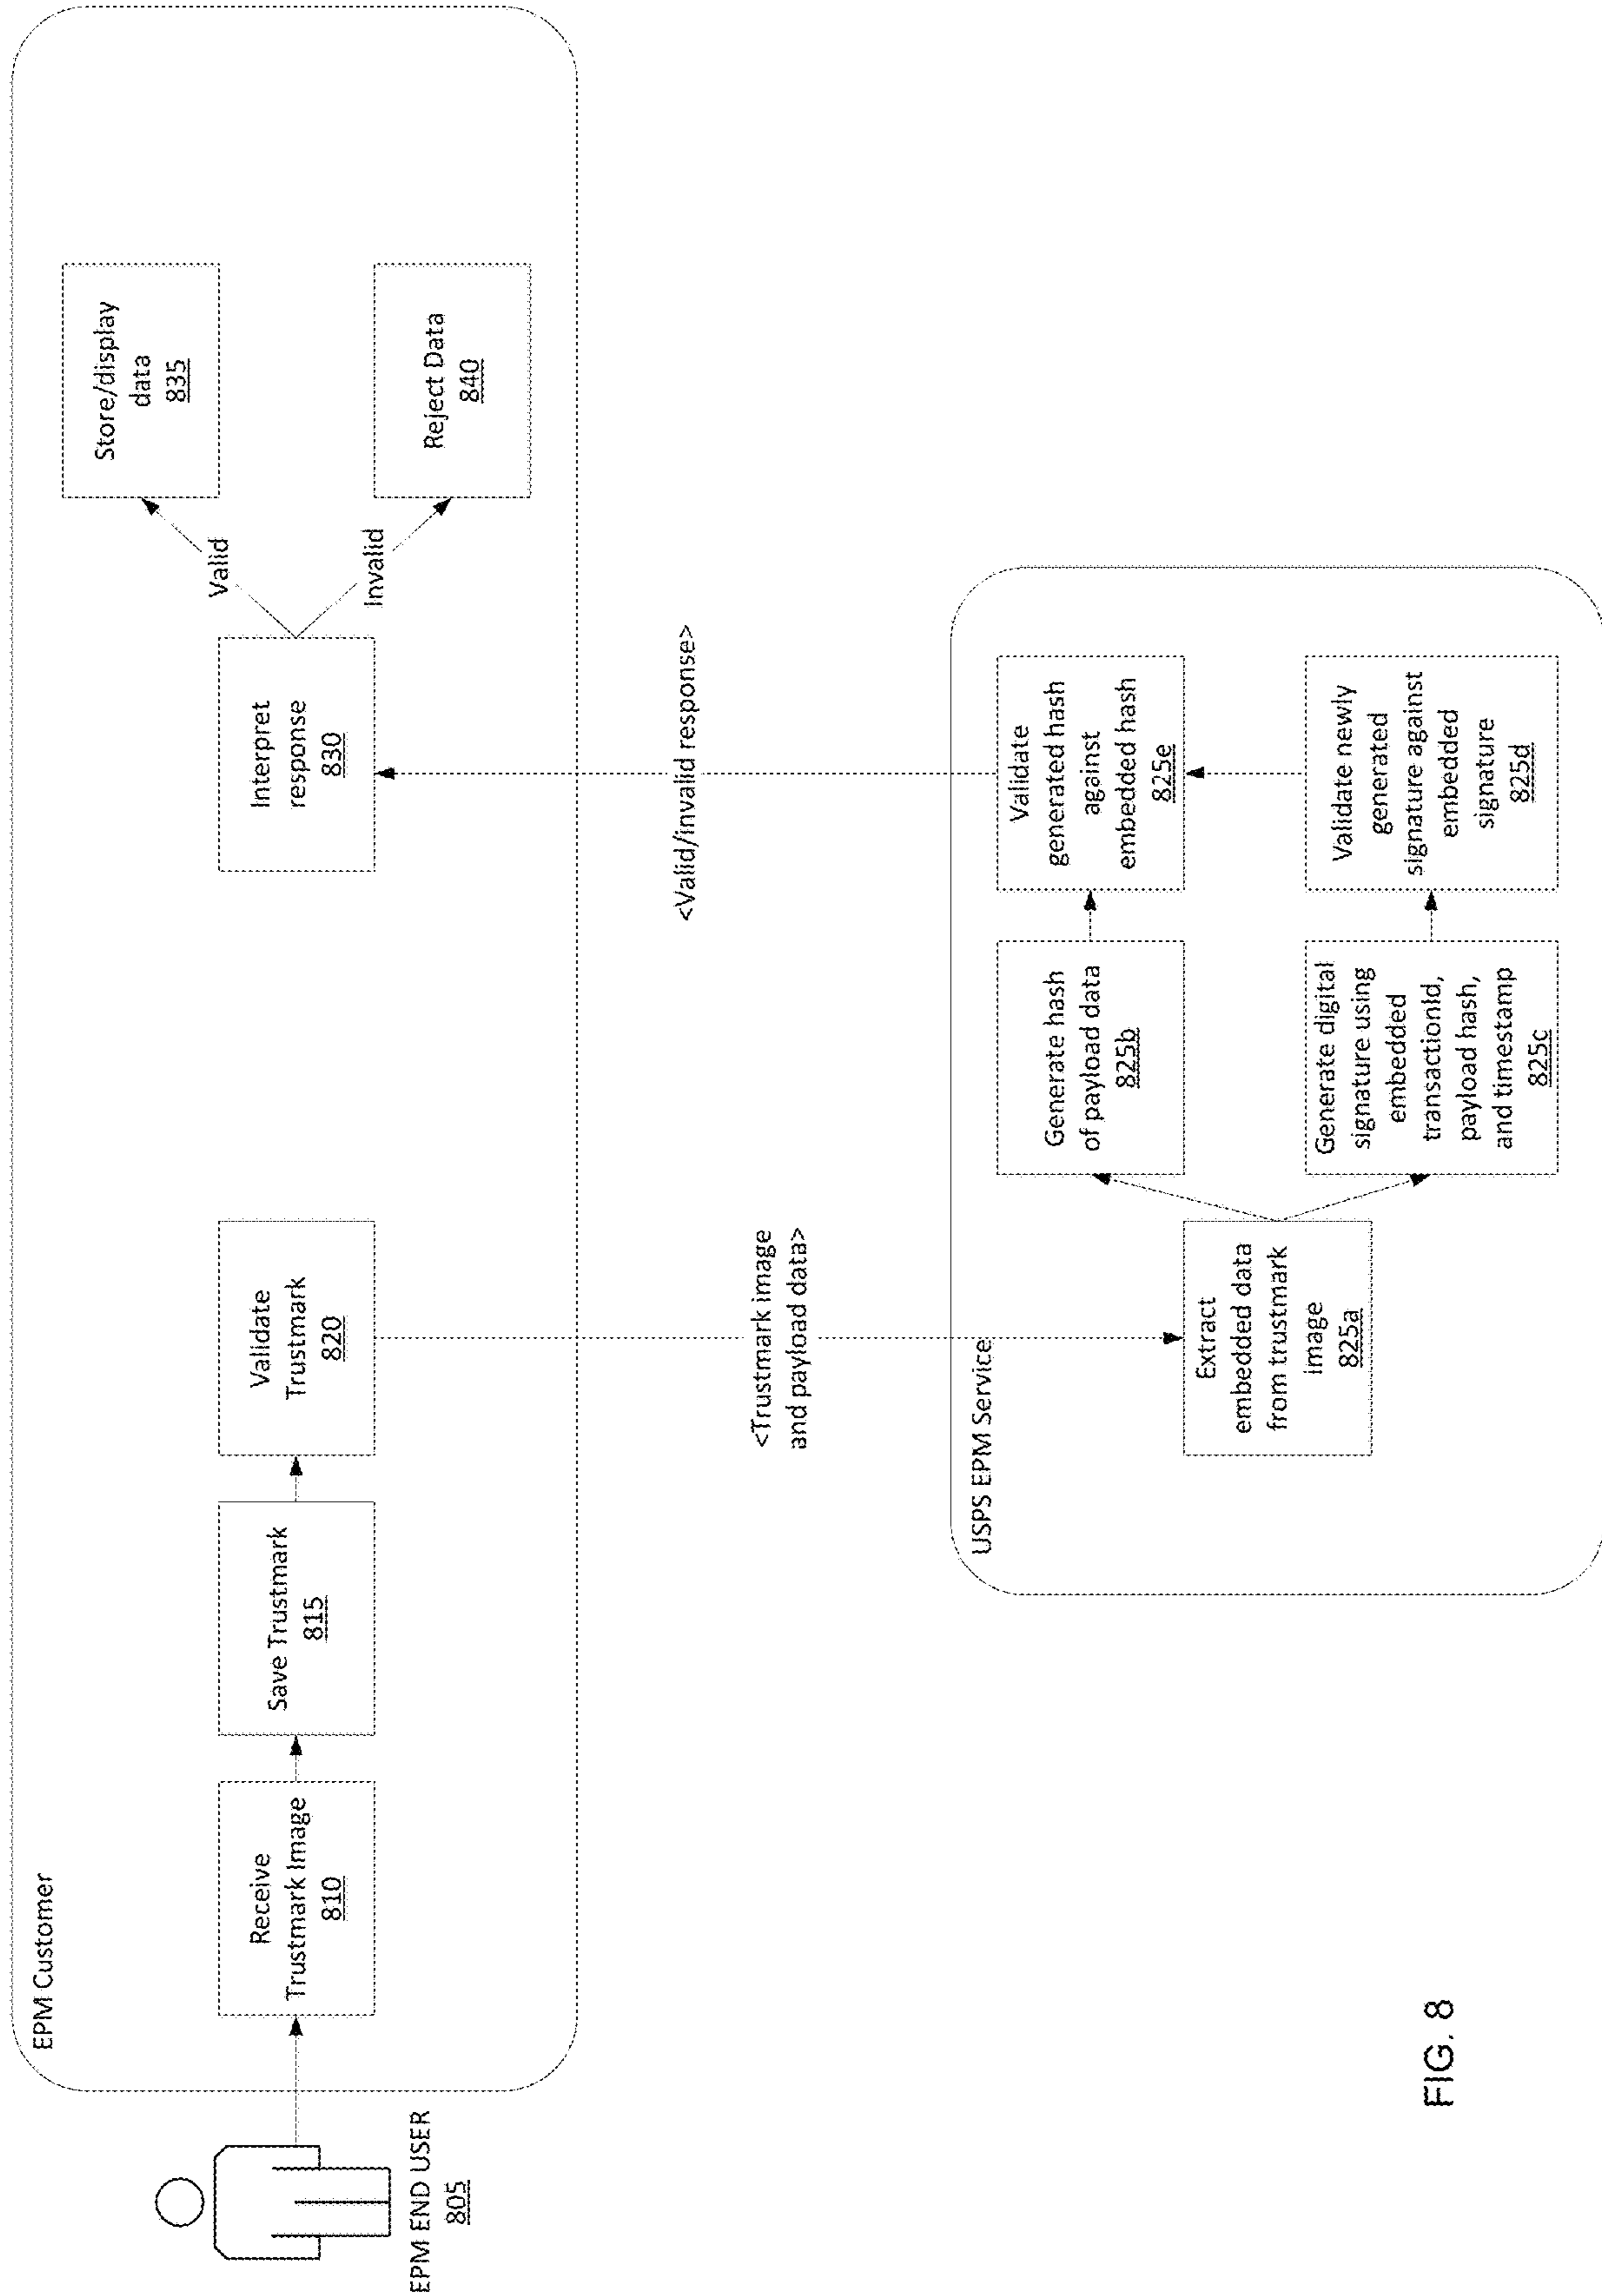 EPM Customer
EPM END USER
805
Receive
Trustmark Image
810
Save Trustmark
815
Validate
Trustmark
820
Interpret
response
830
Valid
Invalid
Store/display
data
835
Reject Data
840
<Trustmark image
and payload data>
<Valid/invalid response>
USPS EPM Service
Extract
embedded data
from trustmark
image
825a
Generate hash
of payload data
825b
Generate digital
signature using
embedded
transactionId,
payload hash,
and timestamp
825c
Validate
generated hash
against
embedded hash
825e
Validate newly
generated
signature against
embedded
signature
825d
FIG. 8